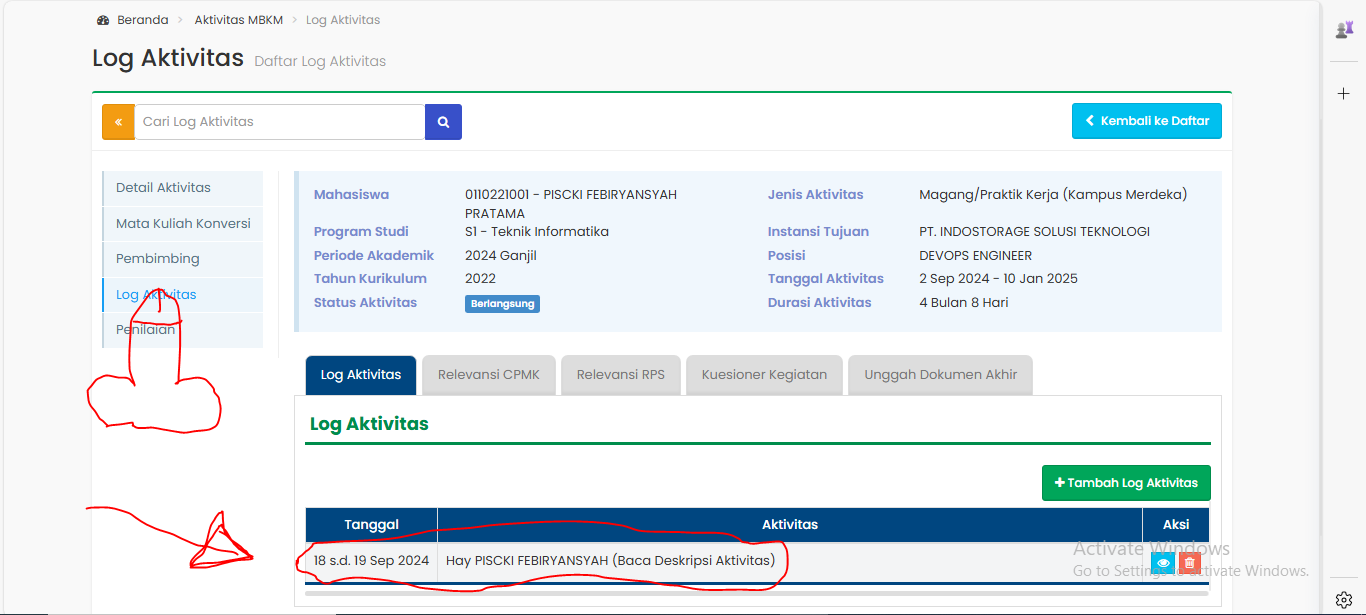 Beranda > Aktivitas MBKM > Log Aktivitas
Log Aktivitas Daftar Log Aktivitas
« Cari Log Aktivitas
Kembali ke Daftar
Detail Aktivitas
Mata Kuliah Konversi
Pembimbing
Log Aktivitas
Penilaian
Mahasiswa 0110221001 - PISCKI FEBIRYANSYAH
PRATAMA
Program Studi S1 - Teknik Informatika
Periode Akademik 2024 Ganjil
Tahun Kurikulum 2022
Status Aktivitas Berlangsung
Jenis Aktivitas Magang/Praktik Kerja (Kampus Merdeka)
Instansi Tujuan PT. INDOSTORAGE SOLUSI TEKNOLOGI
Posisi DEVOPS ENGINEER
Tanggal Aktivitas 2 Sep 2024 - 10 Jan 2025
Durasi Aktivitas 4 Bulan 8 Hari
Log Aktivitas Relevansi CPMK Relevansi RPS Kuesioner Kegiatan Unggah Dokumen Akhir
Log Aktivitas
+ Tambah Log Aktivitas
Tanggal Aktivitas Aksi
18 s.d. 19 Sep 2024 Hay PISCKI FEBIRYANSYAH (Baca Deskripsi Aktivitas)
Activate Windows
Go to Settings to activate Windows.